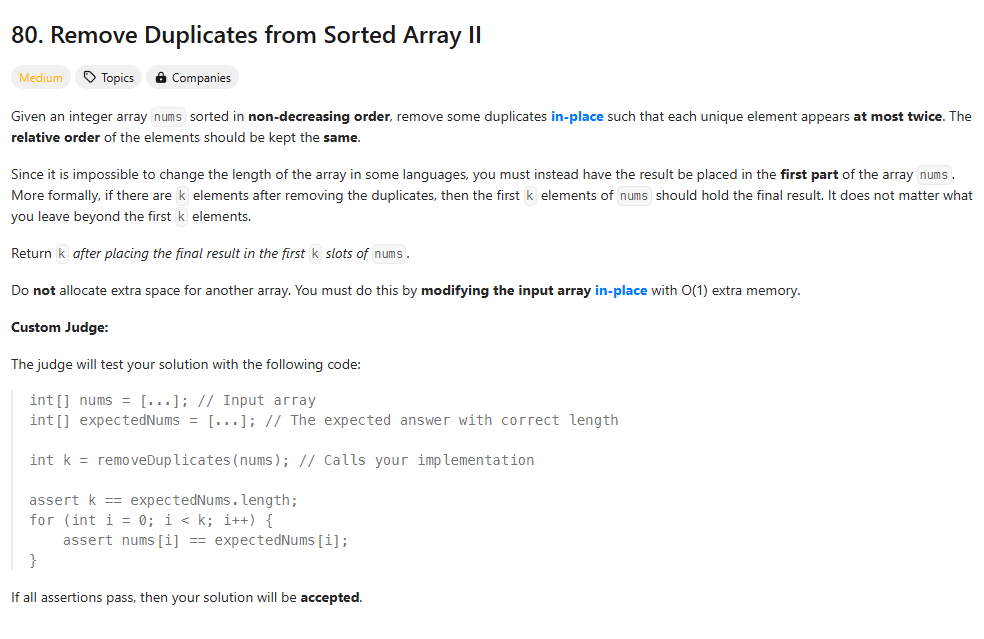 80. Remove Duplicates from Sorted Array II
Medium Topics Companies
Given an integer array nums sorted in non-decreasing order, remove some duplicates in-place such that each unique element appears at most twice. The
relative order of the elements should be kept the same.
Since it is impossible to change the length of the array in some languages, you must instead have the result be placed in the first part of the array nums.
More formally, if there are k elements after removing the duplicates, then the first k elements of nums should hold the final result. It does not matter what
you leave beyond the first k elements.
Return k after placing the final result in the first k slots of nums.
Do not allocate extra space for another array. You must do this by modifying the input array in-place with O(1) extra memory.
Custom Judge:
The judge will test your solution with the following code:
int[] nums = [...]; // Input array
int[] expectedNums = [...]; // The expected answer with correct length
int k = removeDuplicates(nums); // Calls your implementation
assert k == expectedNums.length;
for (int i = 0; i < k; i++) {
    assert nums[i] == expectedNums[i];
}
If all assertions pass, then your solution will be accepted.